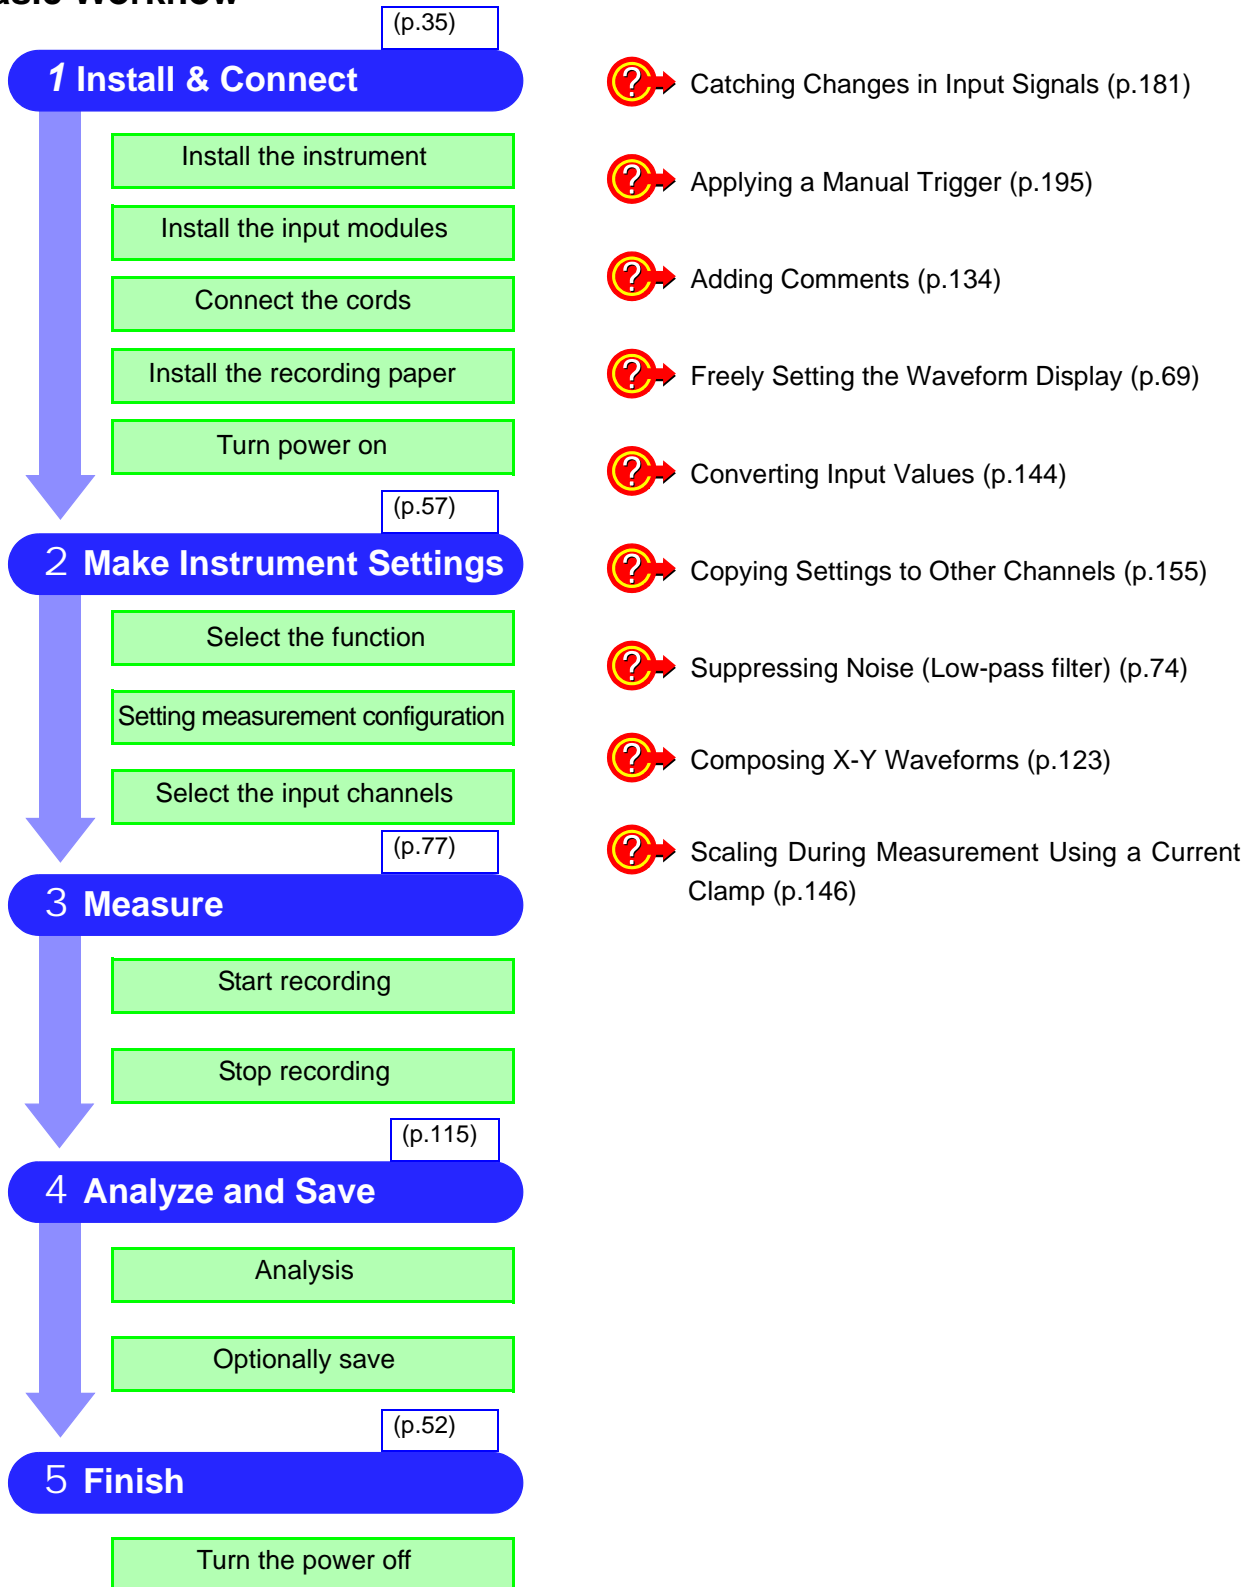 (p.35)
1 Install & Connect
Install the instrument
Install the input modules
Connect the cords
Install the recording paper
Turn power on
(p.57)
2 Make Instrument Settings
Select the function
Setting measurement configuration
Select the input channels
(p.77)
3 Measure
Start recording
Stop recording
(p.115)
4 Analyze and Save
Analysis
Optionally save
(p.52)
5 Finish
Turn the power off
? Catching Changes in Input Signals (p.181)
? Applying a Manual Trigger (p.195)
? Adding Comments (p.134)
? Freely Setting the Waveform Display (p.69)
? Converting Input Values (p.144)
? Copying Settings to Other Channels (p.155)
? Suppressing Noise (Low-pass filter) (p.74)
? Composing X-Y Waveforms (p.123)
? Scaling During Measurement Using a Current
Clamp (p.146)